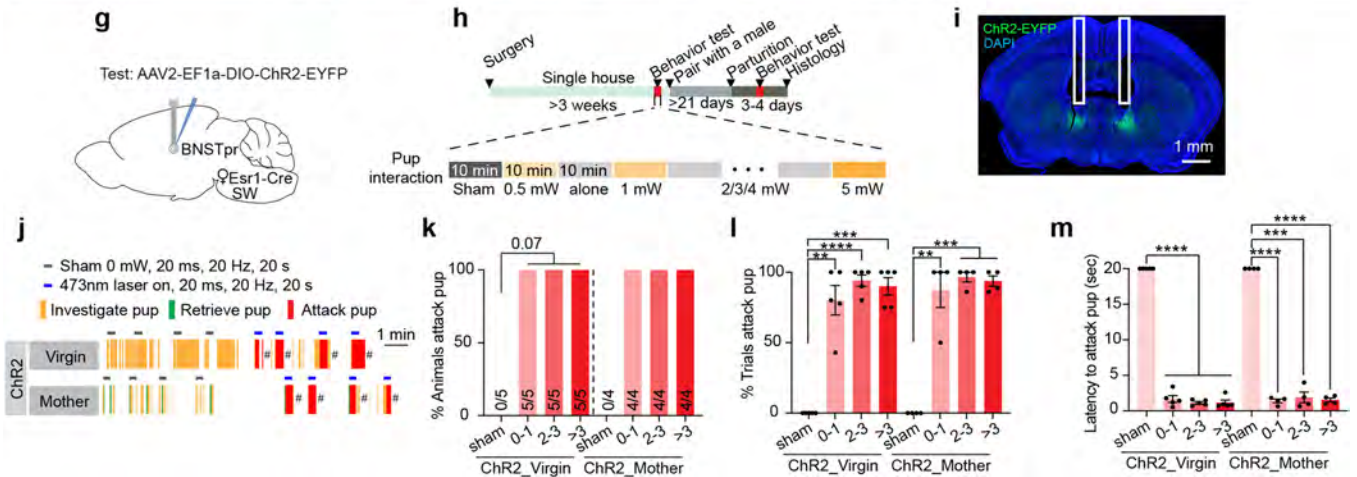 g
Test: AAV2-EF1a-DIO-ChR2-EYFP
BNSTpr
♀Esr1-Cre
SW
h
Surgery
Behavior test
Pair with a male
Parturition
Behavior test
Histology
Single house
>3 weeks
>21 days
3-4 days
Pup
interaction
10 min
10 min
10 min
• • •
Sham
0.5 mW
alone
1 mW
2/3/4 mW
5 mW
i
ChR2-EYFP
DAPI
1 mm
j
Sham 0 mW, 20 ms, 20 Hz, 20 s
473nm laser on, 20 ms, 20 Hz, 20 s
Investigate pup
Retrieve pup
Attack pup
1 min
ChR2
Virgin
# # # #
Mother
# # # #
k
% Animals attack pup
100
50
0
0.07
0/5
5/5
5/5
5/5
0/4
4/4
4/4
4/4
sham
0-1
2-3
>3
sham
0-1
2-3
>3
ChR2_Virgin
ChR2_Mother
l
% Trials attack pup
100
50
0
***
****
**
***
**
sham
0-1
2-3
>3
sham
0-1
2-3
>3
ChR2_Virgin
ChR2_Mother
m
Latency to attack pup (sec)
20
15
10
5
0
****
****
***
****
sham
0-1
2-3
>3
sham
0-1
2-3
>3
ChR2_Virgin
ChR2_Mother